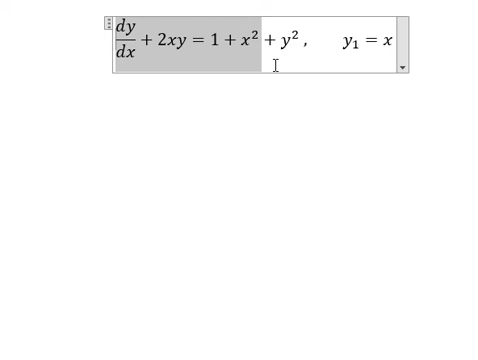 dy/dx + 2xy = 1 + x² + y² ,    y₁ = x